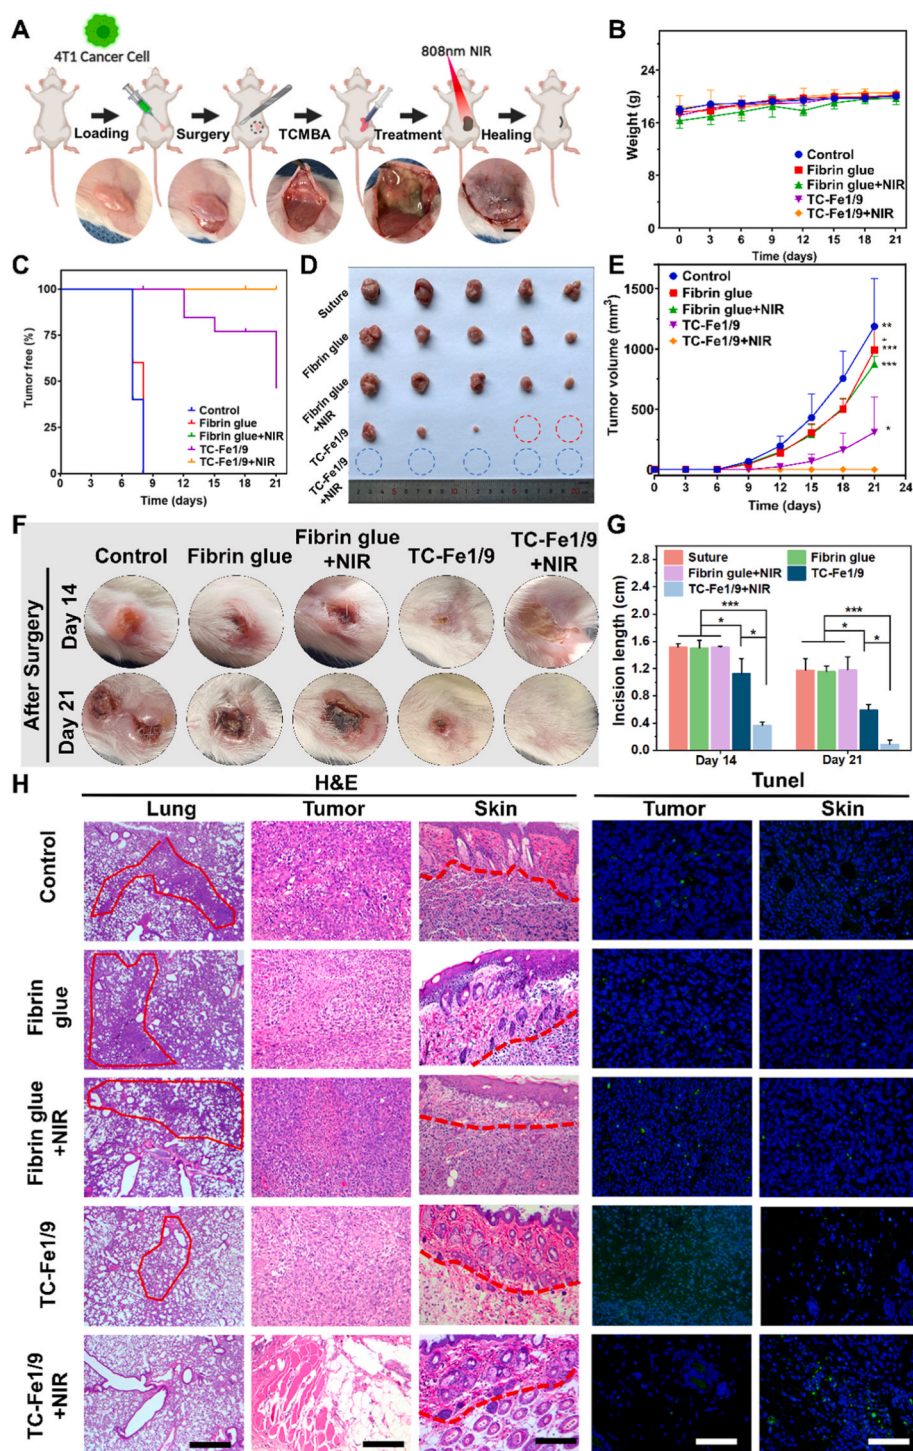 A
4T1 Cancer Cell
808nm NIR
Loading
Surgery
TCMBA
Treatment
Healing
B
Weight (g)
24
16
8
0
0 3 6 9 12 15 18 21
Time (days)
Control
Fibrin glue
Fibrin glue+NIR
TC-Fe1/9
TC-Fe1/9+NIR
C
Tumor free (%)
100
80
60
40
20
0
0 3 6 9 12 15 18 21
Time (days)
Control
Fibrin glue
Fibrin glue+NIR
TC-Fe1/9
TC-Fe1/9+NIR
D
Suture
Fibrin glue
Fibrin glue
+NIR
TC-Fe1/9
TC-Fe1/9
+NIR
E
Tumor volume (mm³)
1500
1000
500
0
0 3 6 9 12 15 18 21 24
Time (days)
Control
Fibrin glue
Fibrin glue+NIR
TC-Fe1/9
TC-Fe1/9+NIR
**
*
***
***
*
F
Control
Fibrin glue
Fibrin glue
+NIR
TC-Fe1/9
TC-Fe1/9
+NIR
After Surgery
Day 14
Day 21
G
Incision length (cm)
2.8
2.4
2.0
1.6
1.2
0.8
0.4
0.0
Suture
Fibrin glue
Fibrin gule+NIR
TC-Fe1/9
TC-Fe1/9+NIR
***
*
*
***
*
*
Day 14
Day 21
H
H&E
Tunel
Lung
Tumor
Skin
Tumor
Skin
Control
Fibrin
glue
Fibrin glue
+NIR
TC-Fe1/9
TC-Fe1/9
+NIR